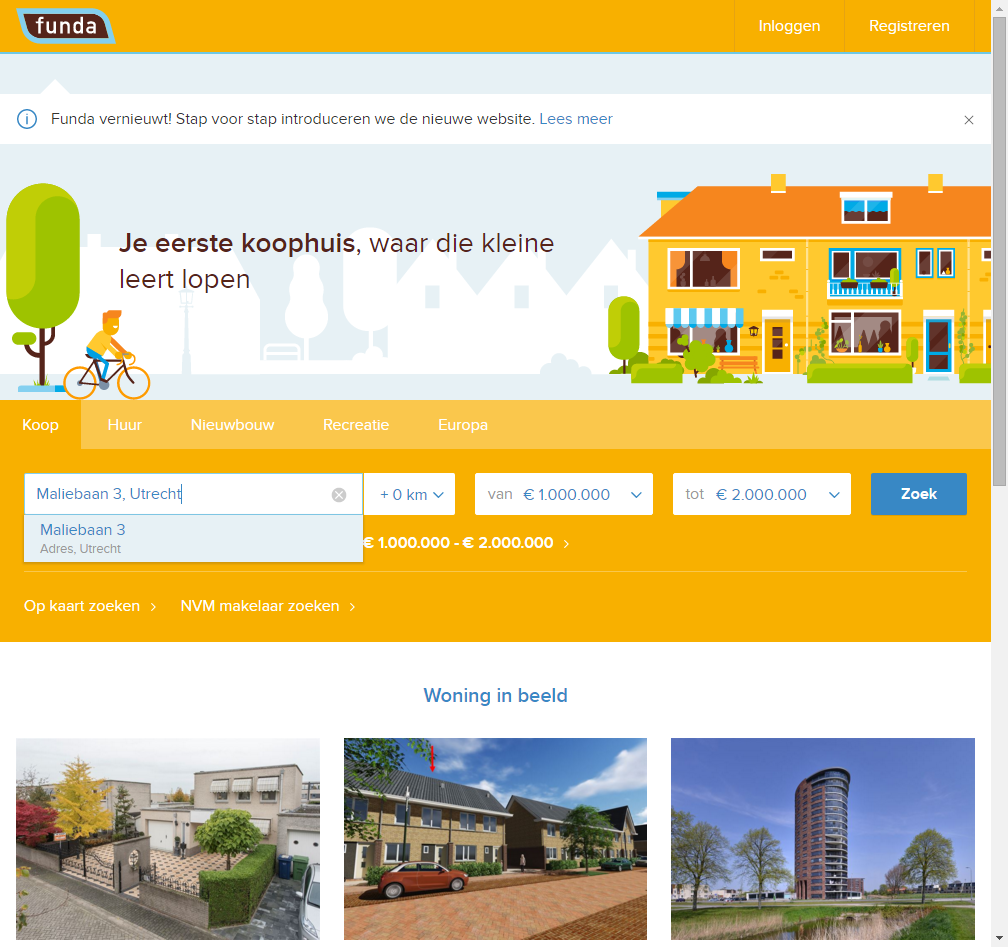 funda
Inloggen
Registreren
Funda vernieuwt! Stap voor stap introduceren we de nieuwe website. Lees meer
Je eerste koophuis, waar die kleine
leert lopen
Koop
Huur
Nieuwbouw
Recreatie
Europa
Maliebaan 3, Utrecht
+ 0 km
van € 1.000.000
tot € 2.000.000
Zoek
Maliebaan 3
Adres, Utrecht
€ 1.000.000 - € 2.000.000
Op kaart zoeken
NVM makelaar zoeken
Woning in beeld